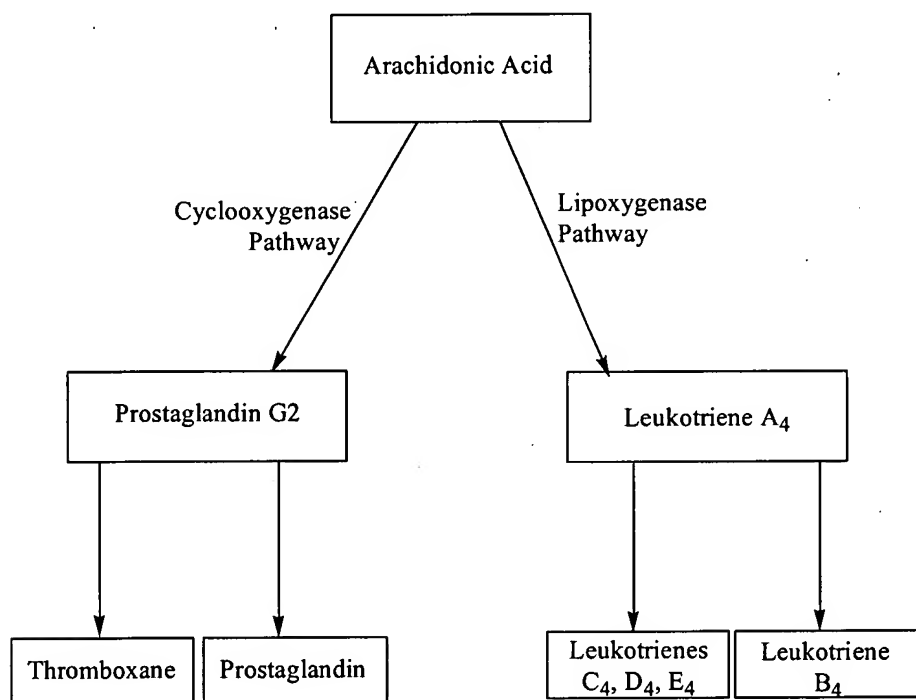 Arachidonic Acid
Cyclooxygenase
Pathway
Lipoxygenase
Pathway
Prostaglandin G2
Leukotriene A₄
Thromboxane
Prostaglandin
Leukotrienes
C₄, D₄, E₄
Leukotriene
B₄